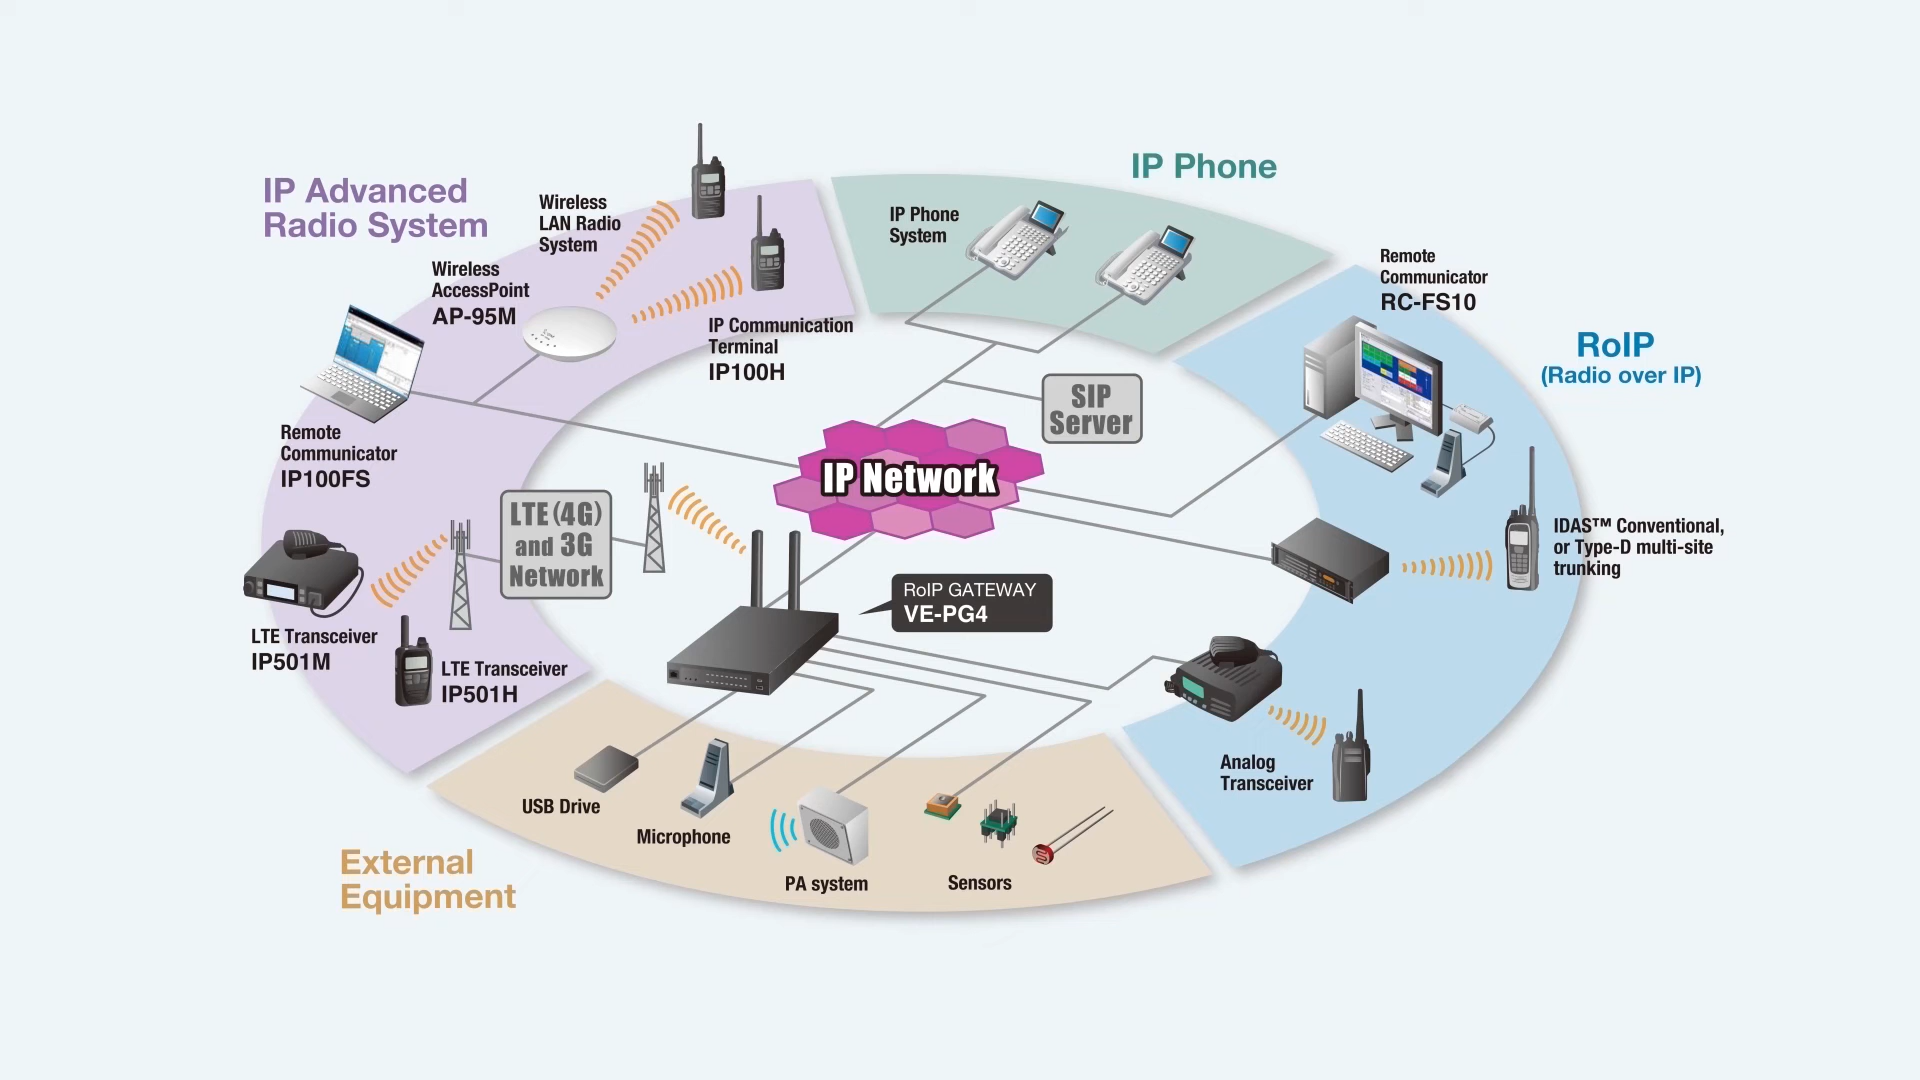 IP Advanced
Radio System
Wireless
LAN Radio
System
Wireless
AccessPoint
AP-95M
IP Communication
Terminal
IP100H
Remote
Communicator
IP100FS
LTE (4G)
and 3G
Network
LTE Transceiver
IP501M
LTE Transceiver
IP501H
IP Phone
IP Phone
System
SIP
Server
IP Network
RoIP GATEWAY
VE-PG4
Remote
Communicator
RC-FS10
RoIP
(Radio over IP)
IDAS™ Conventional,
or Type-D multi-site
trunking
Analog
Transceiver
External
Equipment
USB Drive
Microphone
PA system
Sensors